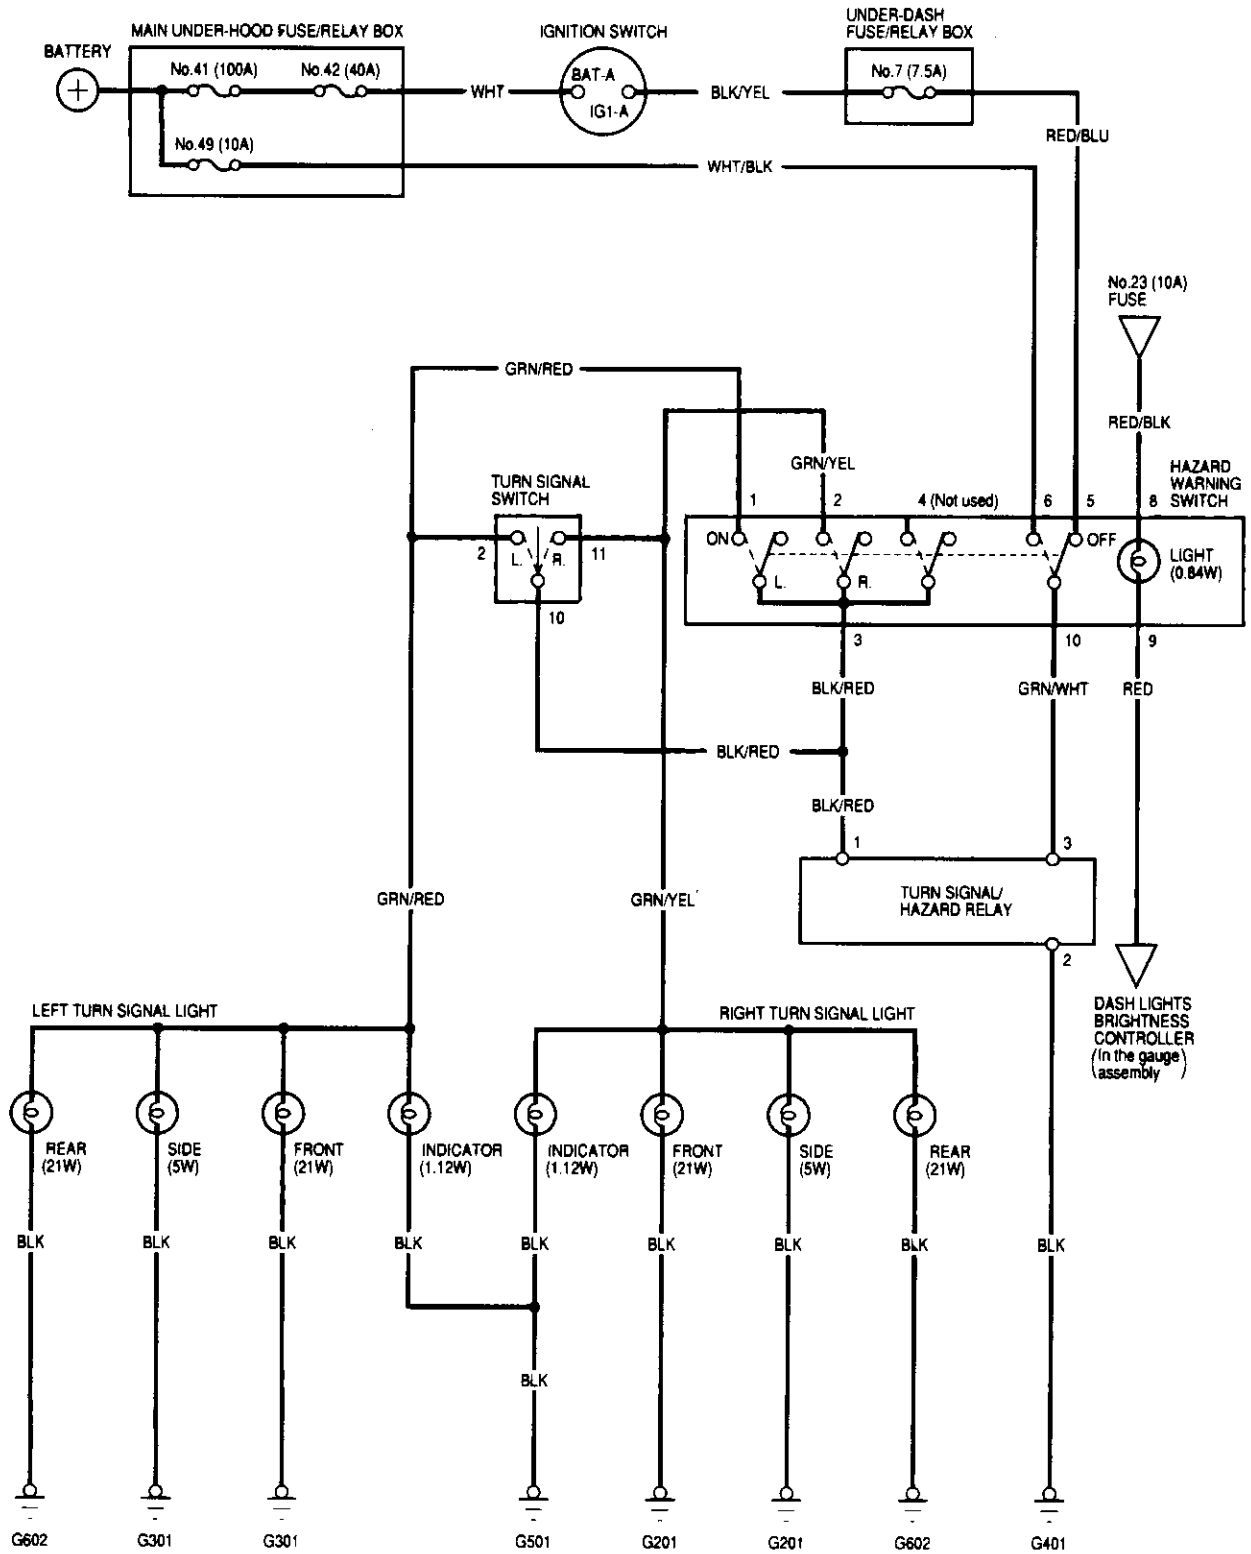 MAIN UNDER-HOOD FUSE/RELAY BOX
BATTERY
+
No.41 (100A)
No.42 (40A)
No.49 (10A)
WHT
IGNITION SWITCH
BAT-A
IG1-A
BLK/YEL
UNDER-DASH
FUSE/RELAY BOX
No.7 (7.5A)
RED/BLU
WHT/BLK
No.23 (10A)
FUSE
RED/BLK
GRN/RED
GRN/YEL
TURN SIGNAL
SWITCH
2
L.
R.
11
10
HAZARD
WARNING
SWITCH
1
2
4 (Not used)
6
5
8
ON
OFF
L.
R.
LIGHT
(0.84W)
3
10
9
BLK/RED
GRN/WHT
RED
BLK/RED
BLK/RED
1
3
TURN SIGNAL/
HAZARD RELAY
2
GRN/RED
GRN/YEL
DASH LIGHTS
BRIGHTNESS
CONTROLLER
(In the gauge
assembly)
LEFT TURN SIGNAL LIGHT
RIGHT TURN SIGNAL LIGHT
REAR
(21W)
SIDE
(5W)
FRONT
(21W)
INDICATOR
(1.12W)
INDICATOR
(1.12W)
FRONT
(21W)
SIDE
(5W)
REAR
(21W)
BLK
BLK
BLK
BLK
BLK
BLK
BLK
BLK
BLK
BLK
G602
G301
G301
G501
G201
G201
G602
G401